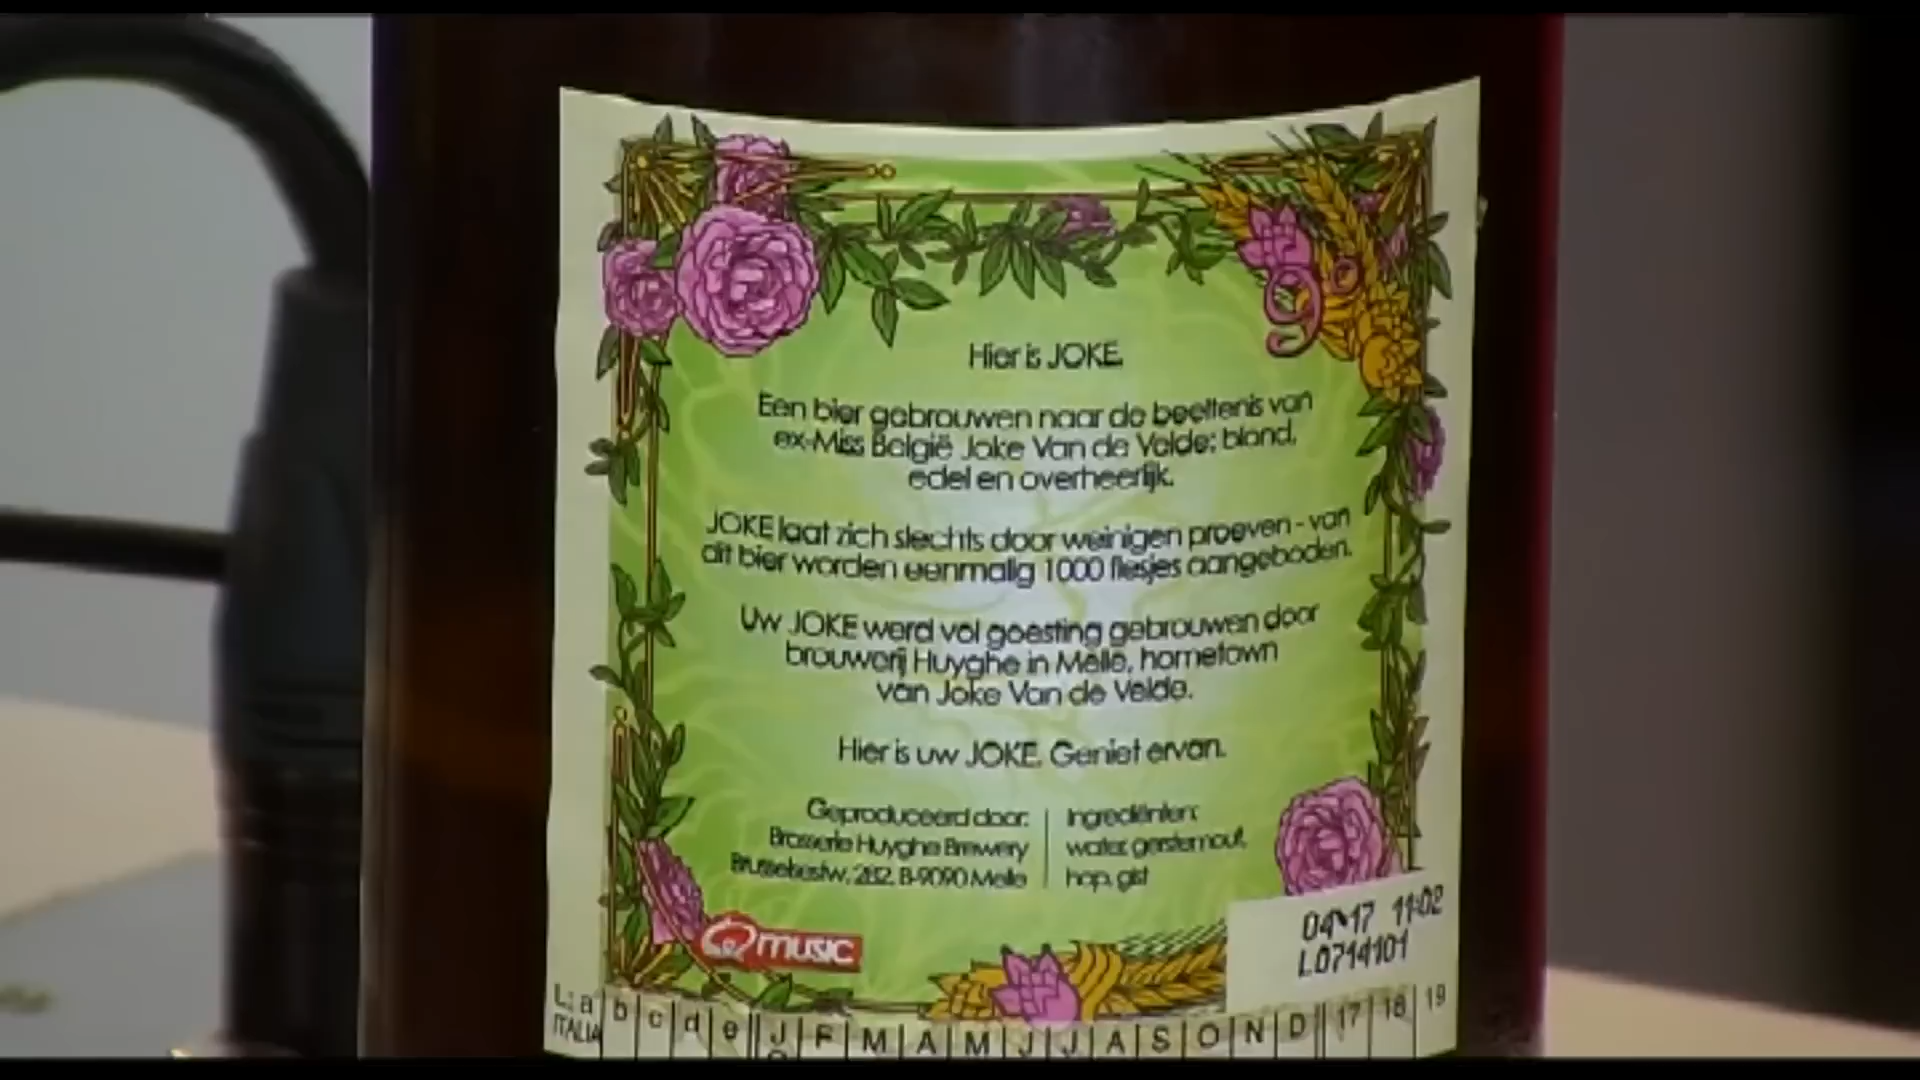 9°
Hier is JOKE.
Een bier gebrouwen naar de beeltenis van
ex-Miss België Joke Van de Velde: blond,
edel en overheerlijk.
JOKE laat zich slechts door weinigen proeven - van
dit bier worden eenmalig 1000 flesjes aangeboden.
Uw JOKE werd vol goesting gebrouwen door
brouwerij Huyghe in Melle, hometown
van Joke Van de Velde.
Hier is uw JOKE. Geniet ervan.
Geproduceerd door:
Brasserie Huyghe Brewery
Brusselsestw. 282, B-9090 Melle
Ingrediënten:
water, gerstemout,
hop, gist
Q music
04-17 11:02
L0714101
L: a b c d e J F M A M J J A S O N D 17 18 19
ITALIA